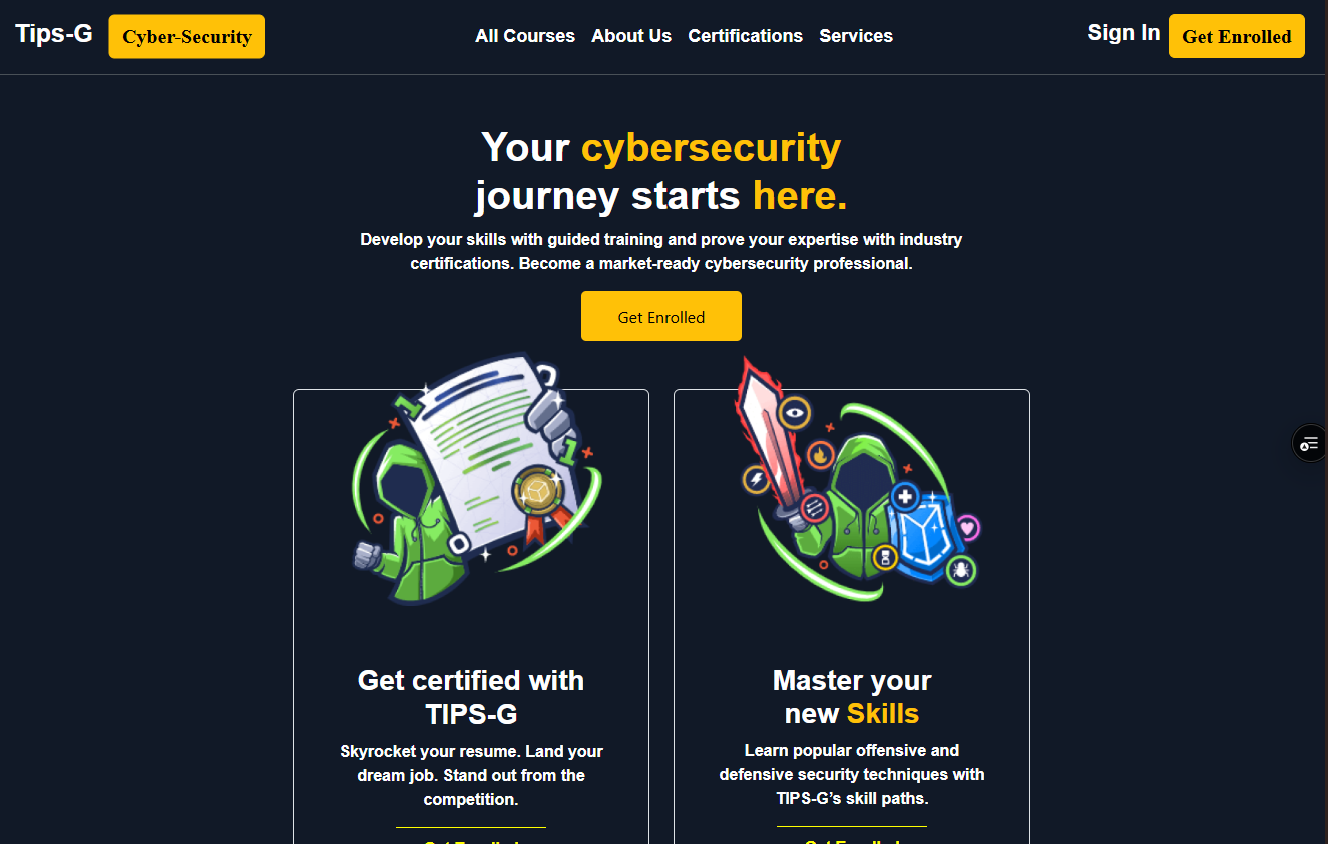 Tips-G Cyber-Security All Courses About Us Certifications Services Sign In Get Enrolled
Your cybersecurity
journey starts here.
Develop your skills with guided training and prove your expertise with industry
certifications. Become a market-ready cybersecurity professional.
Get Enrolled
Get certified with
TIPS-G
Skyrocket your resume. Land your
dream job. Stand out from the
competition.
Master your
new Skills
Learn popular offensive and
defensive security techniques with
TIPS-G’s skill paths.